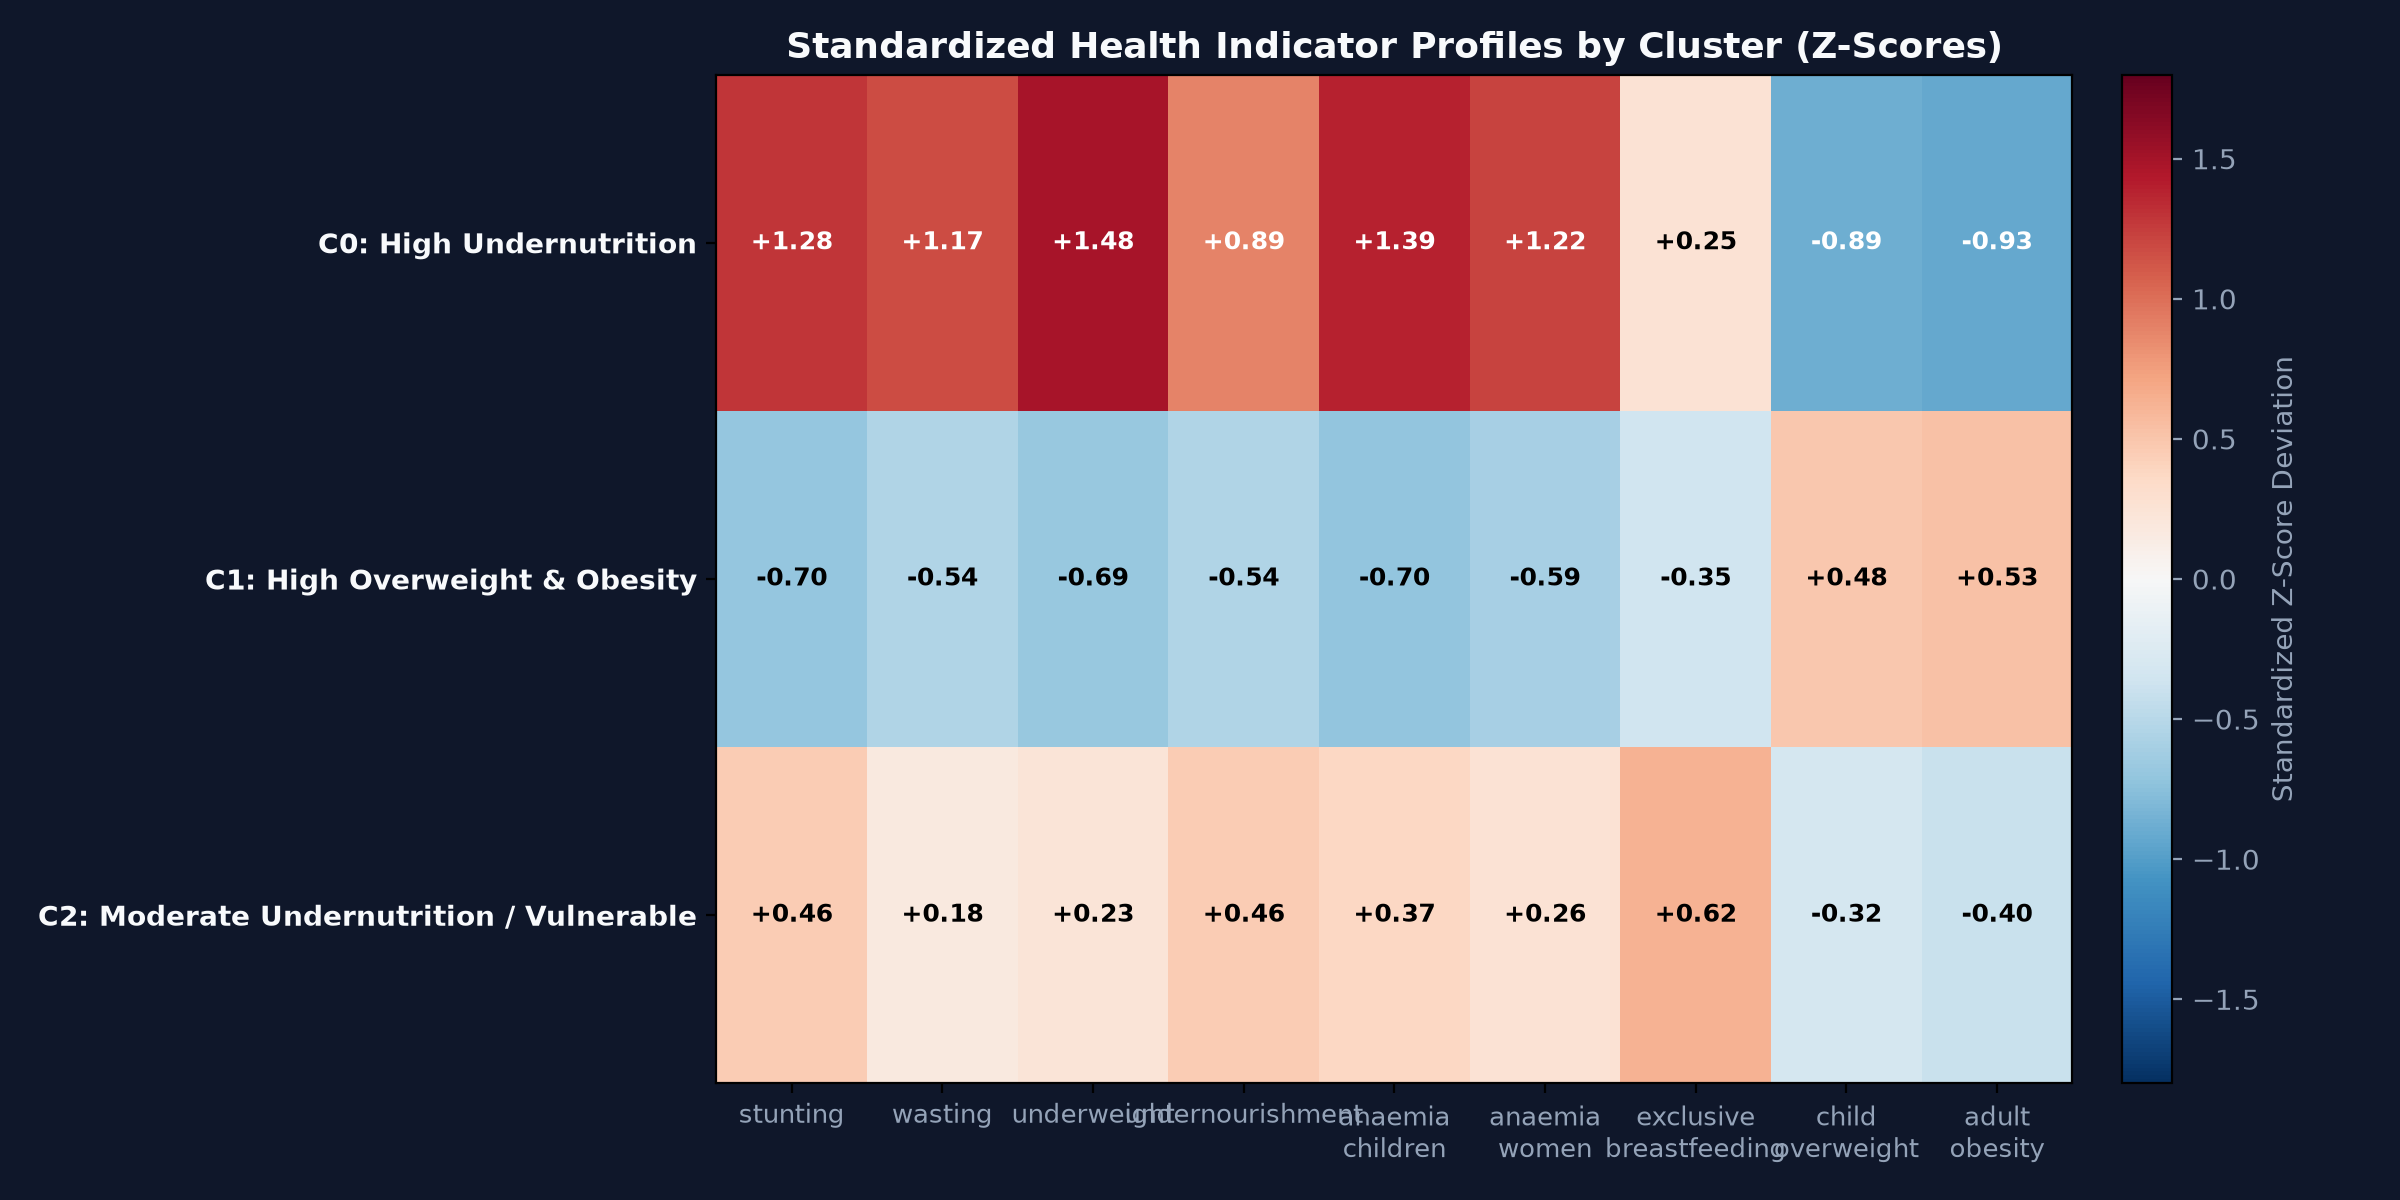 Standardized Health Indicator Profiles by Cluster (Z-Scores)
C0: High Undernutrition
+1.28 +1.17 +1.48 +0.89 +1.39 +1.22 +0.25 -0.89 -0.93
C1: High Overweight & Obesity
-0.70 -0.54 -0.69 -0.54 -0.70 -0.59 -0.35 +0.48 +0.53
C2: Moderate Undernutrition / Vulnerable
+0.46 +0.18 +0.23 +0.46 +0.37 +0.26 +0.62 -0.32 -0.40
stunting
wasting
underweight
undernourishment
anaemia
children
anaemia
women
exclusive
breastfeeding
child
overweight
adult
obesity
1.5
1.0
0.5
0.0
−0.5
−1.0
−1.5
Standardized Z-Score Deviation